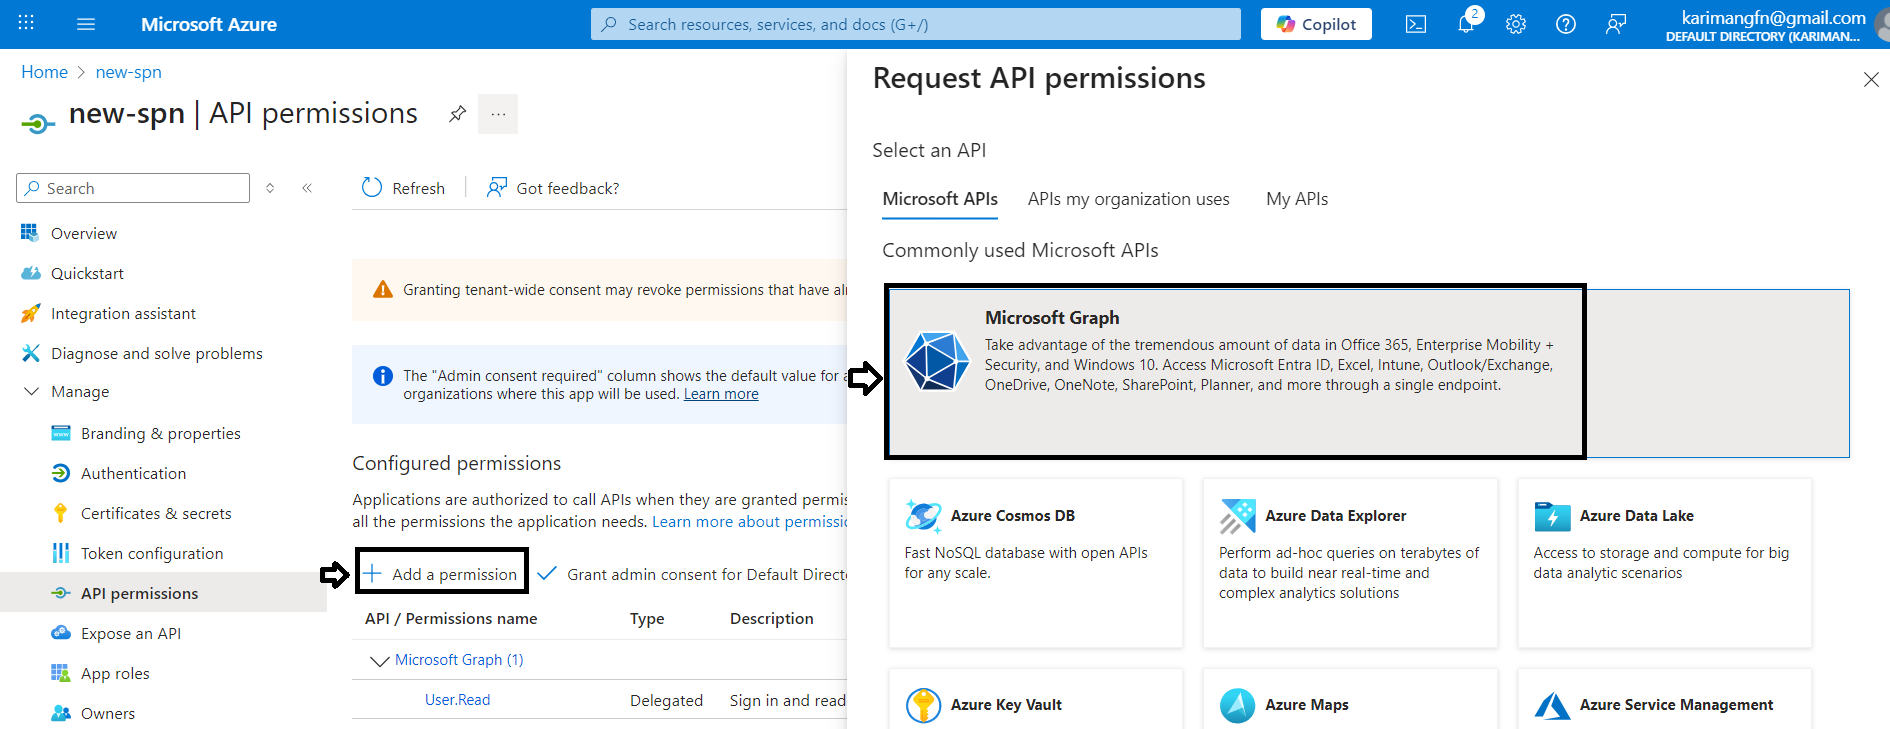 Microsoft Azure
Search resources, services, and docs (G+/)
Copilot
2
karimangfn@gmail.com
DEFAULT DIRECTORY (KARIMAN...
Home > new-spn
new-spn | API permissions
...
Search
Overview
Quickstart
Integration assistant
Diagnose and solve problems
Manage
Branding & properties
Authentication
Certificates & secrets
Token configuration
API permissions
Expose an API
App roles
Owners
Refresh
Got feedback?
Granting tenant-wide consent may revoke permissions that have alr
The "Admin consent required" column shows the default value for a
organizations where this app will be used. Learn more
Configured permissions
Applications are authorized to call APIs when they are granted permis
all the permissions the application needs. Learn more about permissio
Add a permission
Grant admin consent for Default Directo
API / Permissions name
Type
Description
Microsoft Graph (1)
User.Read
Delegated
Sign in and read
Request API permissions
Select an API
Microsoft APIs
APIs my organization uses
My APIs
Commonly used Microsoft APIs
Microsoft Graph
Take advantage of the tremendous amount of data in Office 365, Enterprise Mobility +
Security, and Windows 10. Access Microsoft Entra ID, Excel, Intune, Outlook/Exchange,
OneDrive, OneNote, SharePoint, Planner, and more through a single endpoint.
Azure Cosmos DB
Fast NoSQL database with open APIs
for any scale.
Azure Data Explorer
Perform ad-hoc queries on terabytes of
data to build near real-time and
complex analytics solutions
Azure Data Lake
Access to storage and compute for big
data analytic scenarios
Azure Key Vault
Azure Maps
Azure Service Management